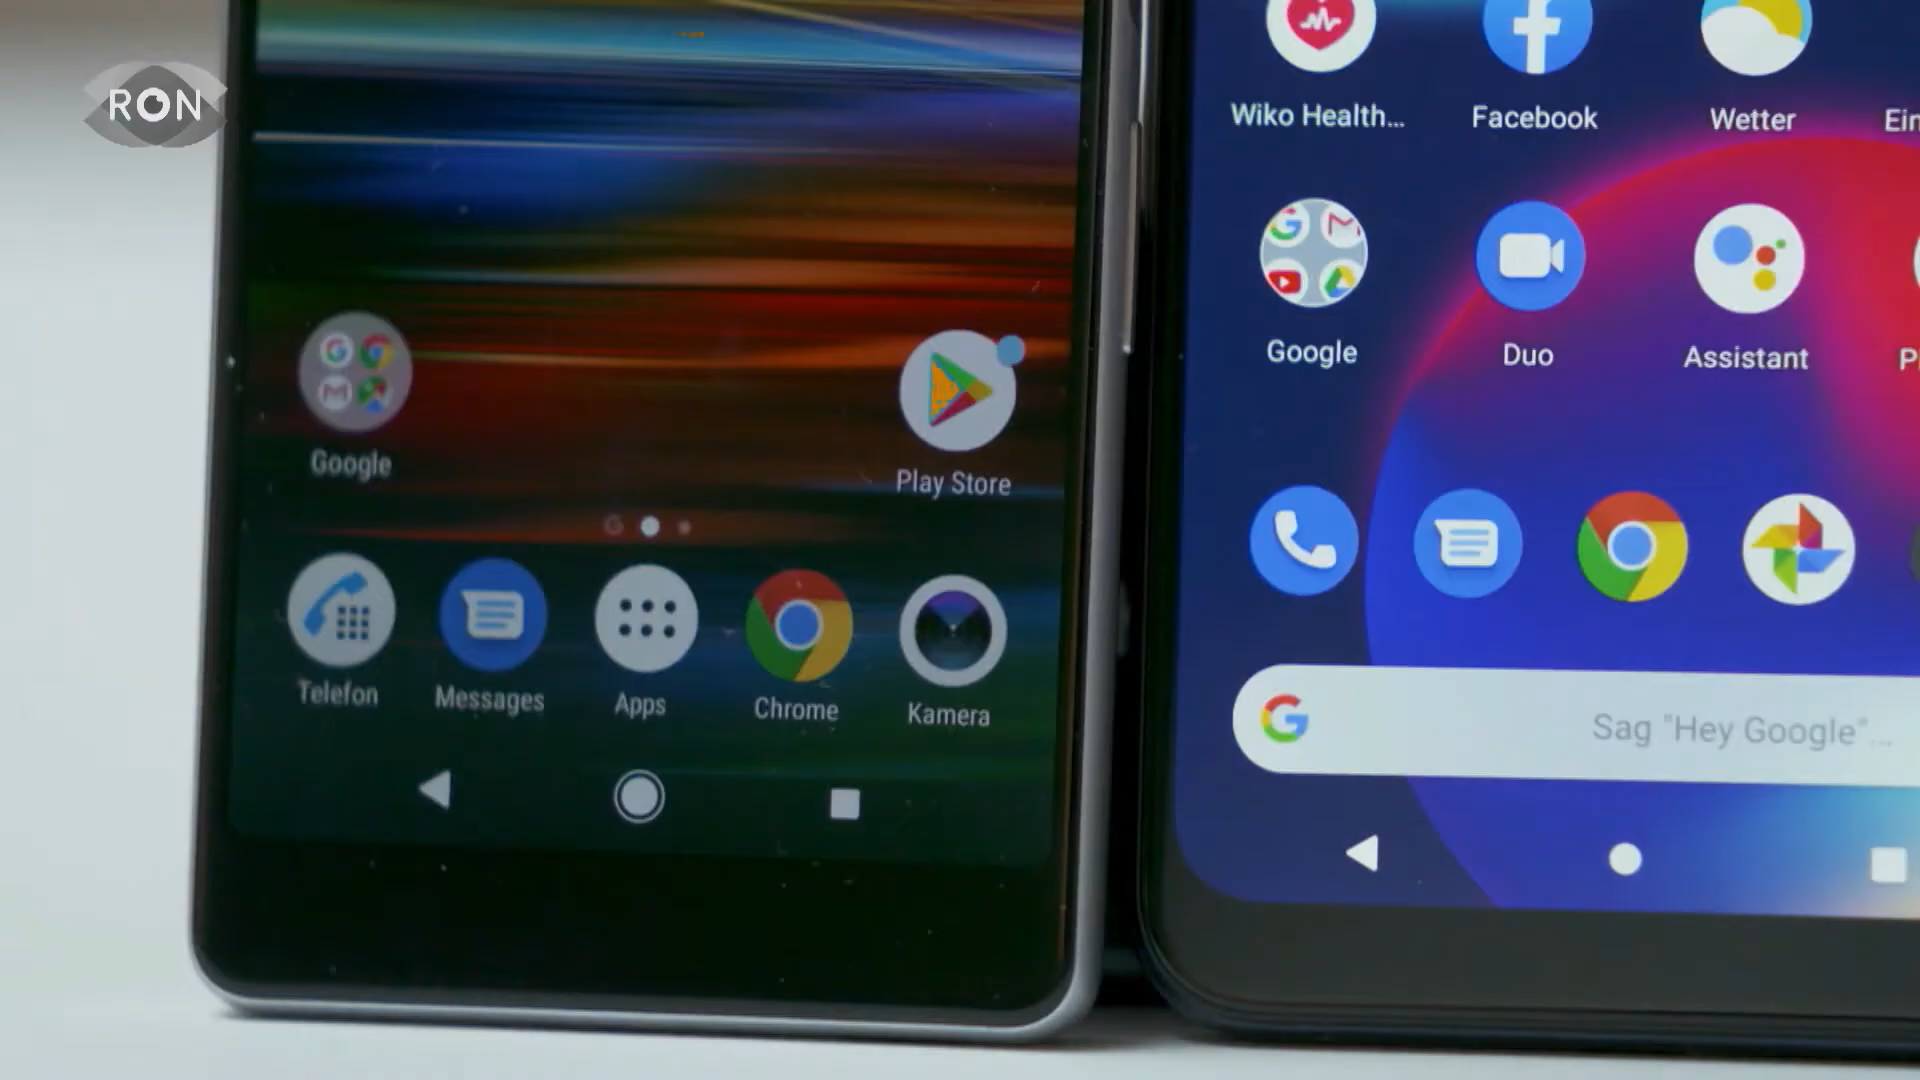 RON
Google
Play Store
Telefon
Messages
Apps
Chrome
Kamera
Wiko Health...
Facebook
Wetter
Google
Duo
Assistant
Sag "Hey Google"...